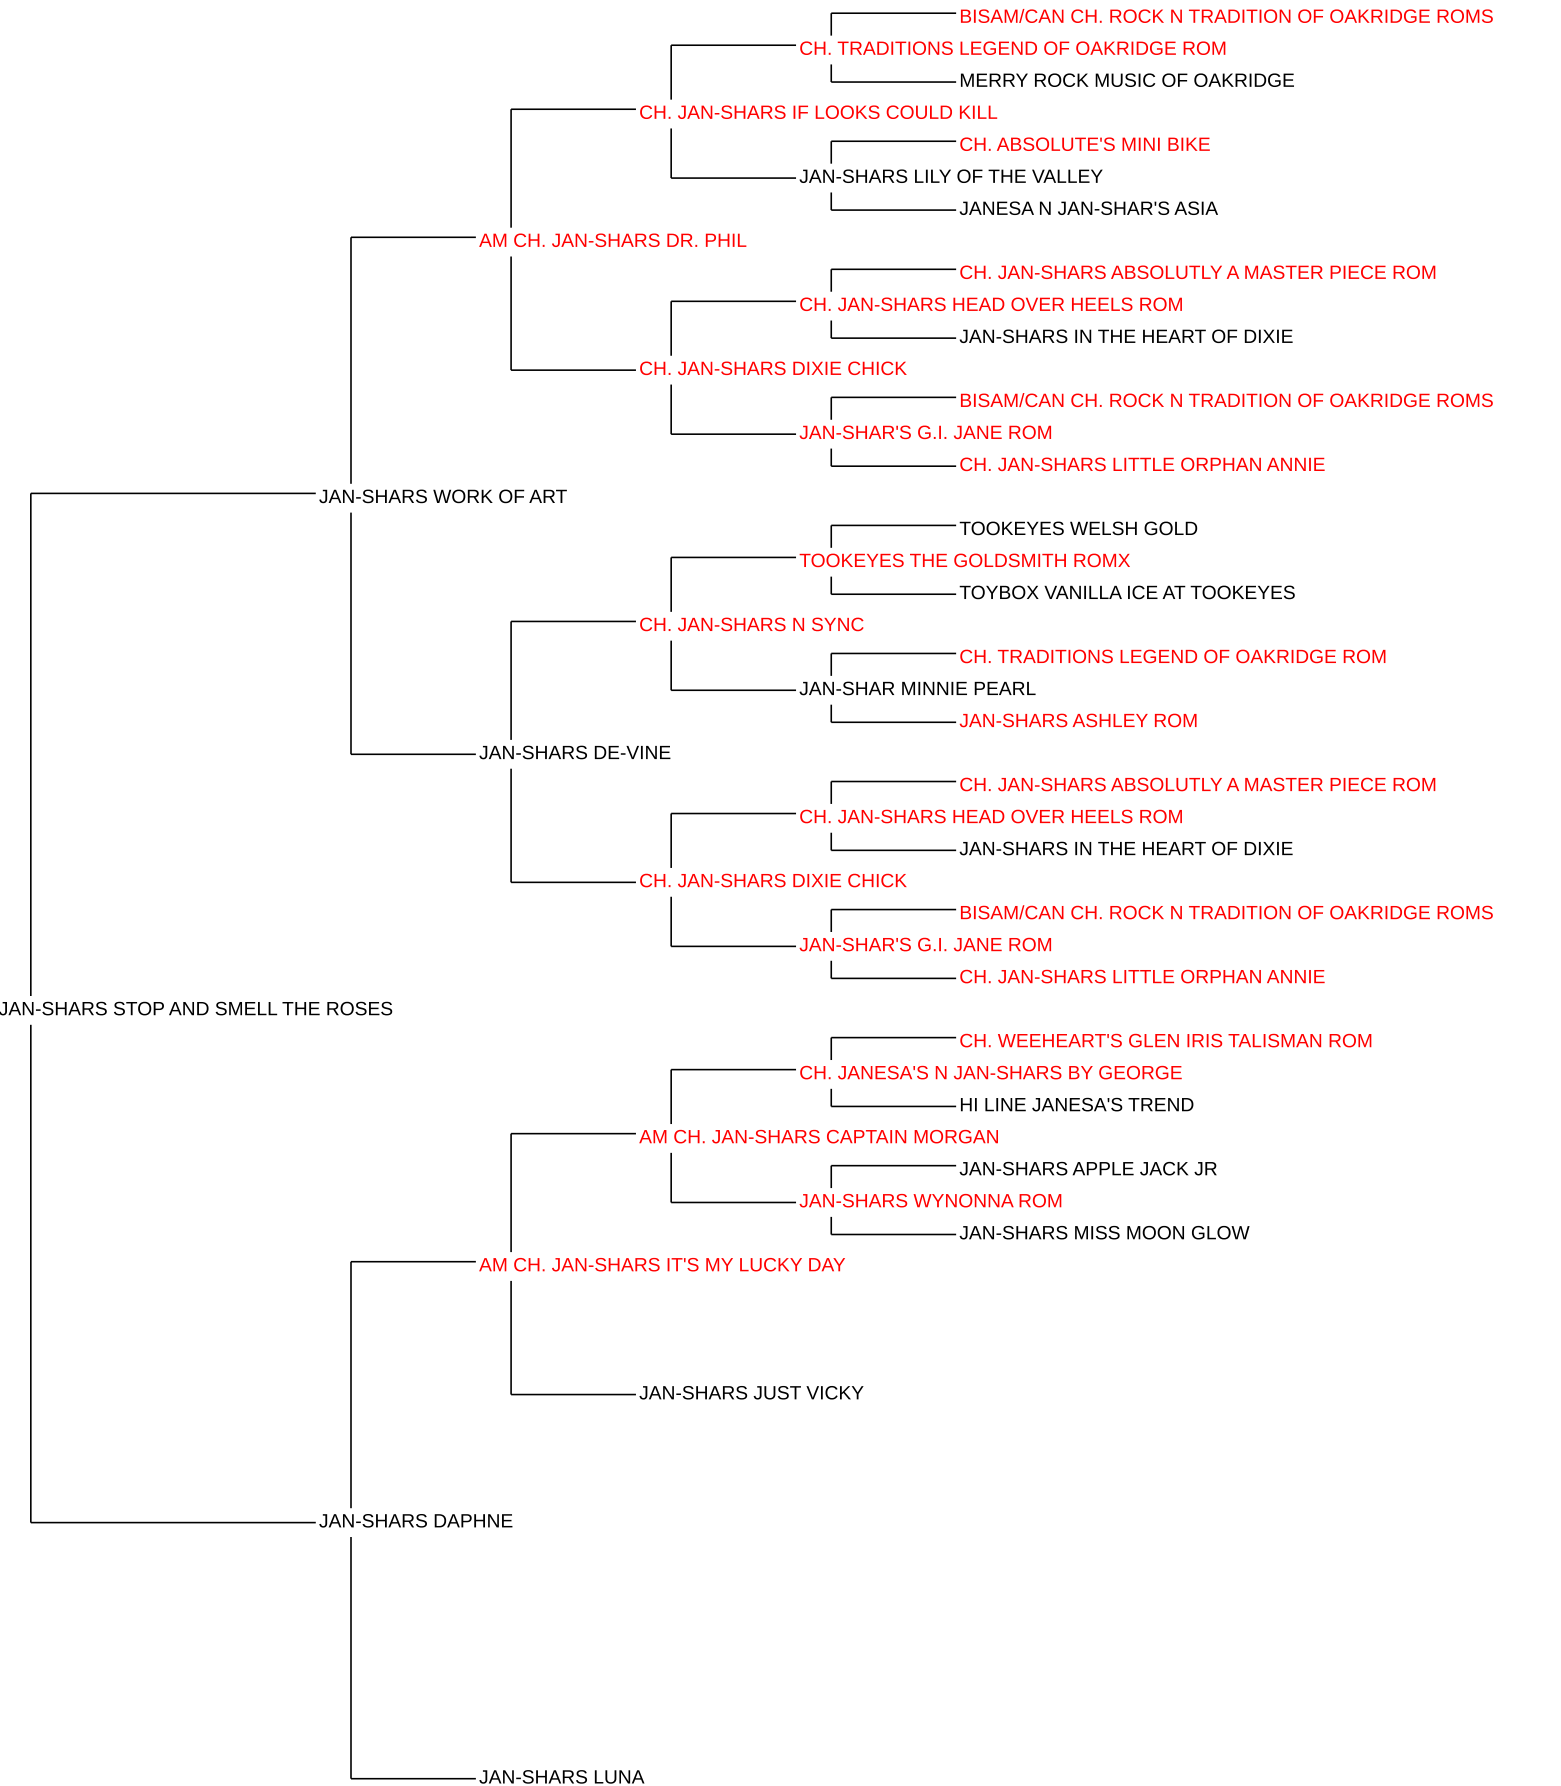 BISAM/CAN CH. ROCK N TRADITION OF OAKRIDGE ROMS
CH. TRADITIONS LEGEND OF OAKRIDGE ROM
MERRY ROCK MUSIC OF OAKRIDGE
CH. JAN-SHARS IF LOOKS COULD KILL
CH. ABSOLUTE'S MINI BIKE
JAN-SHARS LILY OF THE VALLEY
JANESA N JAN-SHAR'S ASIA
AM CH. JAN-SHARS DR. PHIL
CH. JAN-SHARS ABSOLUTLY A MASTER PIECE ROM
CH. JAN-SHARS HEAD OVER HEELS ROM
JAN-SHARS IN THE HEART OF DIXIE
CH. JAN-SHARS DIXIE CHICK
BISAM/CAN CH. ROCK N TRADITION OF OAKRIDGE ROMS
JAN-SHAR'S G.I. JANE ROM
CH. JAN-SHARS LITTLE ORPHAN ANNIE
JAN-SHARS WORK OF ART
TOOKEYES WELSH GOLD
TOOKEYES THE GOLDSMITH ROMX
TOYBOX VANILLA ICE AT TOOKEYES
CH. JAN-SHARS N SYNC
CH. TRADITIONS LEGEND OF OAKRIDGE ROM
JAN-SHAR MINNIE PEARL
JAN-SHARS ASHLEY ROM
JAN-SHARS DE-VINE
CH. JAN-SHARS ABSOLUTLY A MASTER PIECE ROM
CH. JAN-SHARS HEAD OVER HEELS ROM
JAN-SHARS IN THE HEART OF DIXIE
CH. JAN-SHARS DIXIE CHICK
BISAM/CAN CH. ROCK N TRADITION OF OAKRIDGE ROMS
JAN-SHAR'S G.I. JANE ROM
CH. JAN-SHARS LITTLE ORPHAN ANNIE
JAN-SHARS STOP AND SMELL THE ROSES
CH. WEEHEART'S GLEN IRIS TALISMAN ROM
CH. JANESA'S N JAN-SHARS BY GEORGE
HI LINE JANESA'S TREND
AM CH. JAN-SHARS CAPTAIN MORGAN
JAN-SHARS APPLE JACK JR
JAN-SHARS WYNONNA ROM
JAN-SHARS MISS MOON GLOW
AM CH. JAN-SHARS IT'S MY LUCKY DAY
JAN-SHARS JUST VICKY
JAN-SHARS DAPHNE
JAN-SHARS LUNA